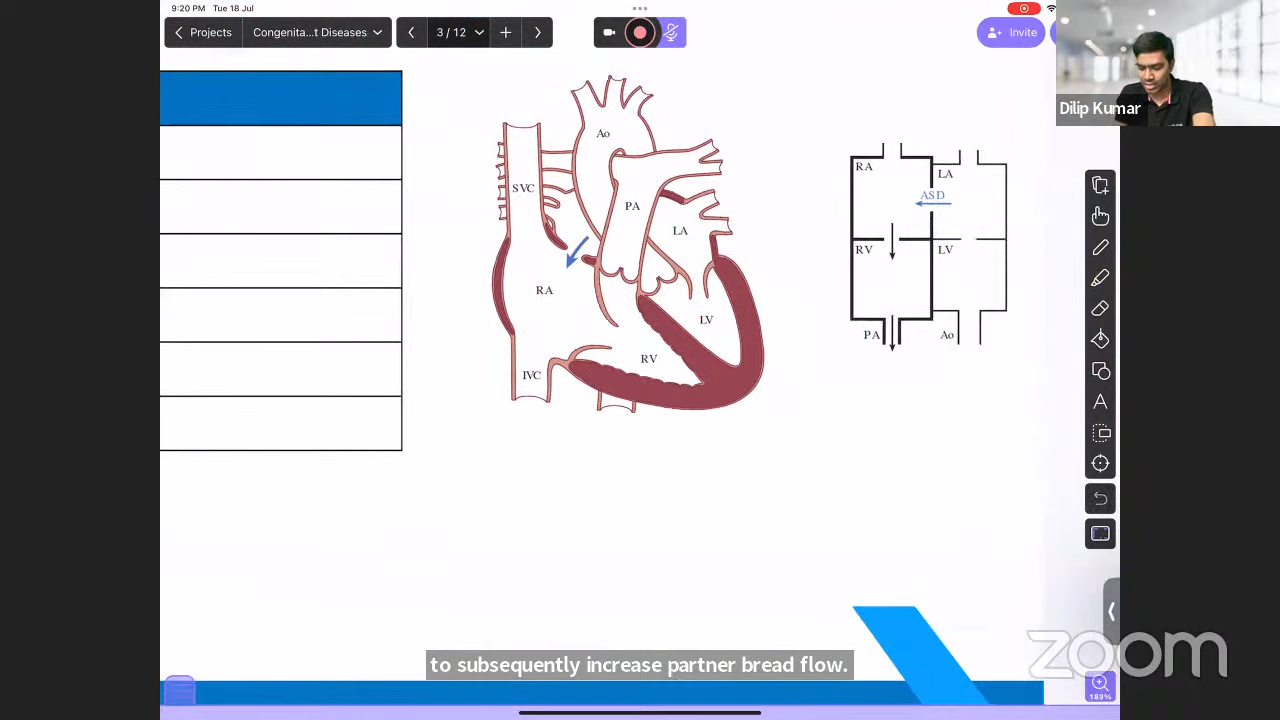 9:20 PM Tue 18 Jul
Projects
Congenita...t Diseases
3 / 12
Invite
Dilip Kumar
Ao
SVC
PA
LA
RA
LV
RV
IVC
RA
LA
ASD
RV
LV
PA
Ao
A
to subsequently increase partner bread flow.
zoom
183%